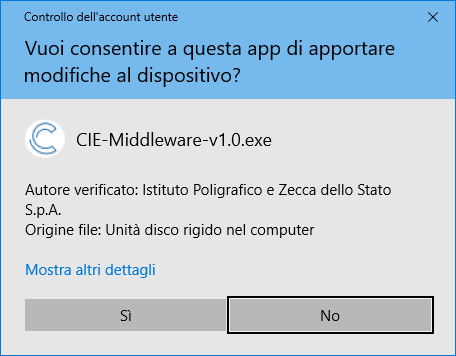 Controllo dell'account utente
Vuoi consentire a questa app di apportare
modifiche al dispositivo?
CIE-Middleware-v1.0.exe
Autore verificato: Istituto Poligrafico e Zecca dello Stato
S.p.A.
Origine file: Unità disco rigido nel computer
Mostra altri dettagli
Sì
No